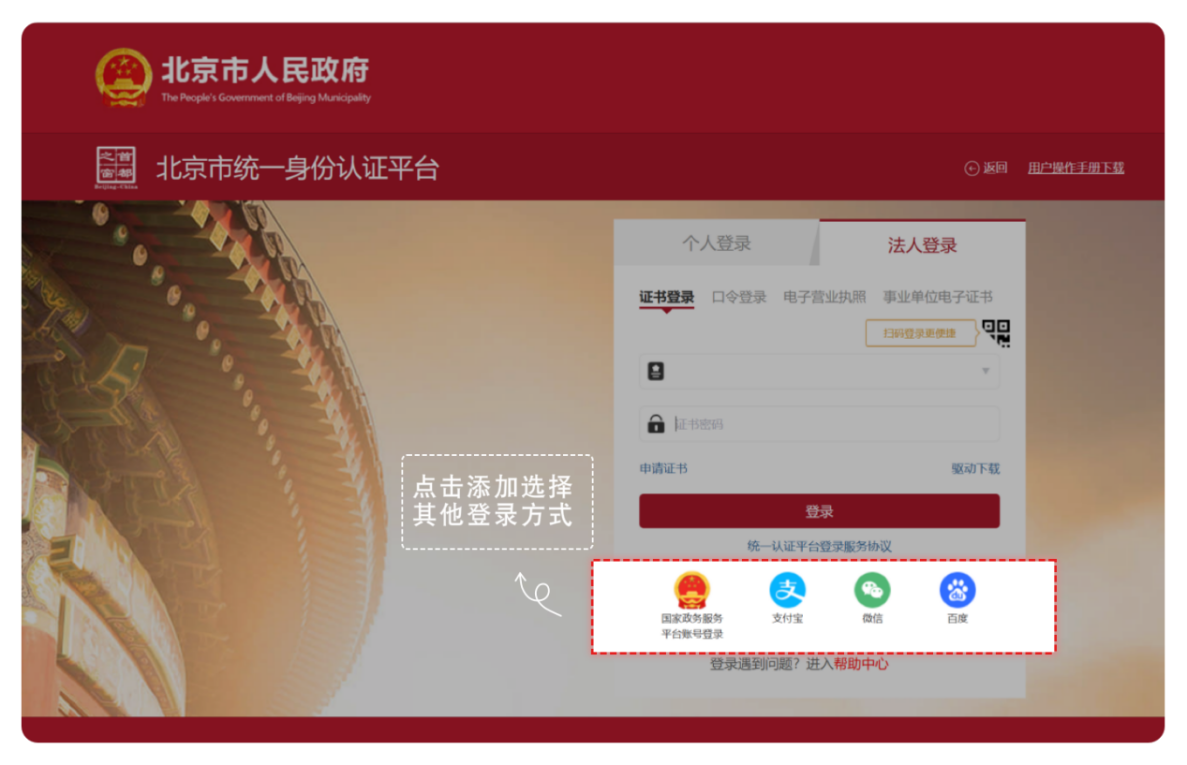 北京市人民政府
The People's Government of Beijing Municipality
首都之窗
Beijing-China
北京市统一身份认证平台
返回
用户操作手册下载
个人登录
法人登录
证书登录
口令登录
电子营业执照
事业单位电子证书
扫码登录更便捷
证书密码
申请证书
驱动下载
点击添加选择
其他登录方式
登录
统一认证平台登录服务协议
国家政务服务
平台账号登录
支付宝
微信
百度
登录遇到问题？进入帮助中心